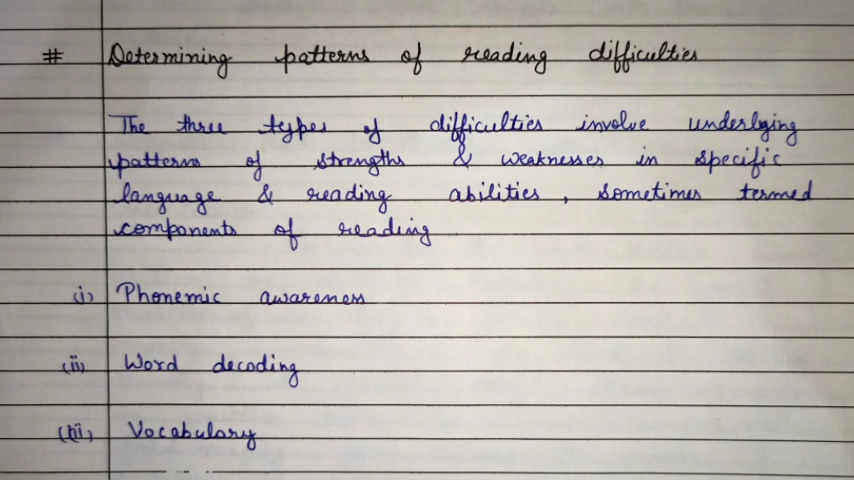 # Determining patterns of reading difficulties
The three types of difficulties involve underlying
patterns of strengths & weaknesses in specific
language & reading abilities, sometimes termed
components of reading
(i) Phonemic awareness
(ii) Word decoding
(iii) Vocabulary